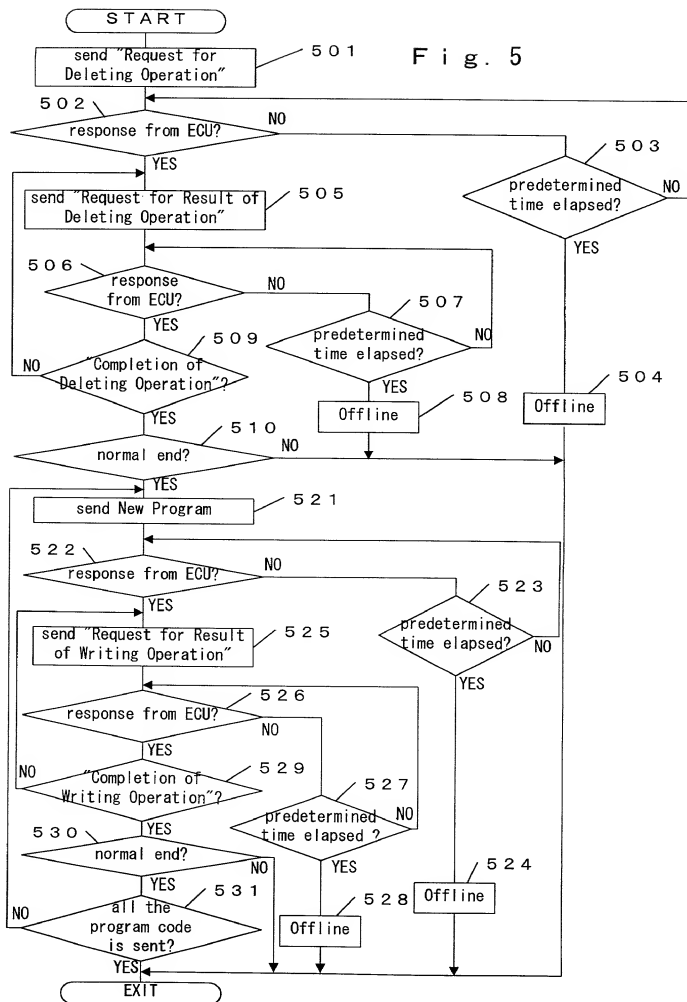 START
Fig. 5
send "Request for
Deleting Operation"
501
502
response from ECU?
NO
YES
503
predetermined
time elapsed?
NO
YES
send "Request for Result of
Deleting Operation"
505
506
response
from ECU?
NO
YES
507
predetermined
time elapsed?
NO
YES
509
"Completion of
Deleting Operation"?
NO
YES
Offline
508
Offline
504
510
normal end?
NO
YES
send New Program
521
522
response from ECU?
NO
YES
523
predetermined
time elapsed?
NO
YES
send "Request for Result
of Writing Operation"
525
526
response from ECU?
NO
YES
527
predetermined
time elapsed ?
NO
YES
529
"Completion of
Writing Operation"?
NO
YES
530
normal end?
NO
YES
531
all the
program code
is sent?
NO
YES
Offline
528
Offline
524
EXIT